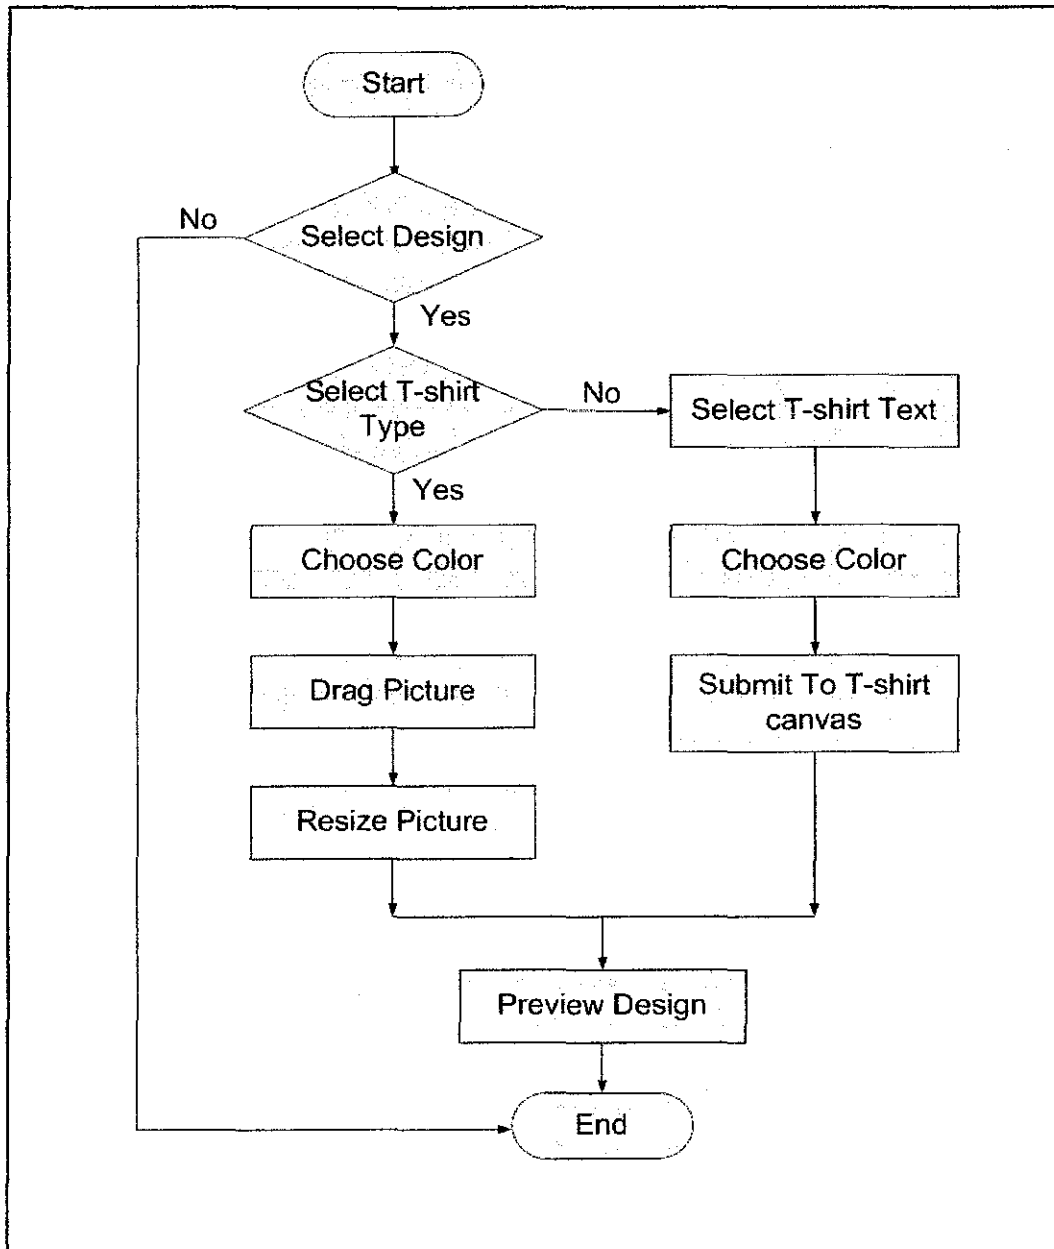 Start
No
Select Design
Yes
Select T-shirt
Type
No
Select T-shirt Text
Yes
Choose Color
Choose Color
Drag Picture
Submit To T-shirt
canvas
Resize Picture
Preview Design
End